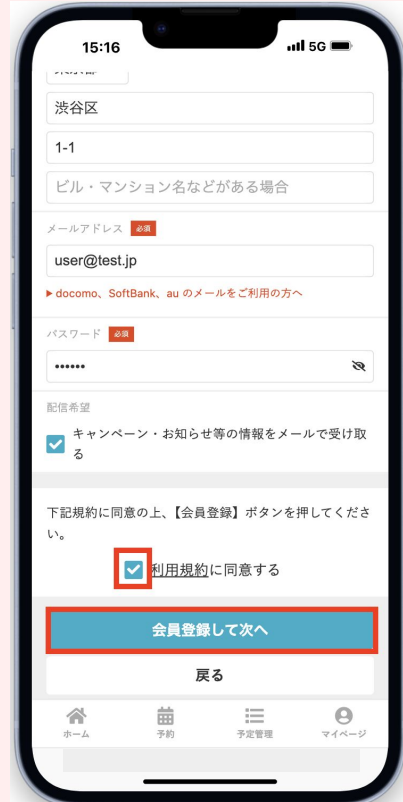 15:16
5G
渋谷区
1-1
ビル・マンション名などがある場合
メールアドレス 必須
user@test.jp
▶docomo、SoftBank、au のメールをご利用の方へ
パスワード 必須
••••••
配信希望
キャンペーン・お知らせ等の情報をメールで受け取
る
下記規約に同意の上、【会員登録】ボタンを押してくださ
い。
利用規約に同意する
会員登録して次へ
戻る
ホーム 予約 予定管理 マイページ